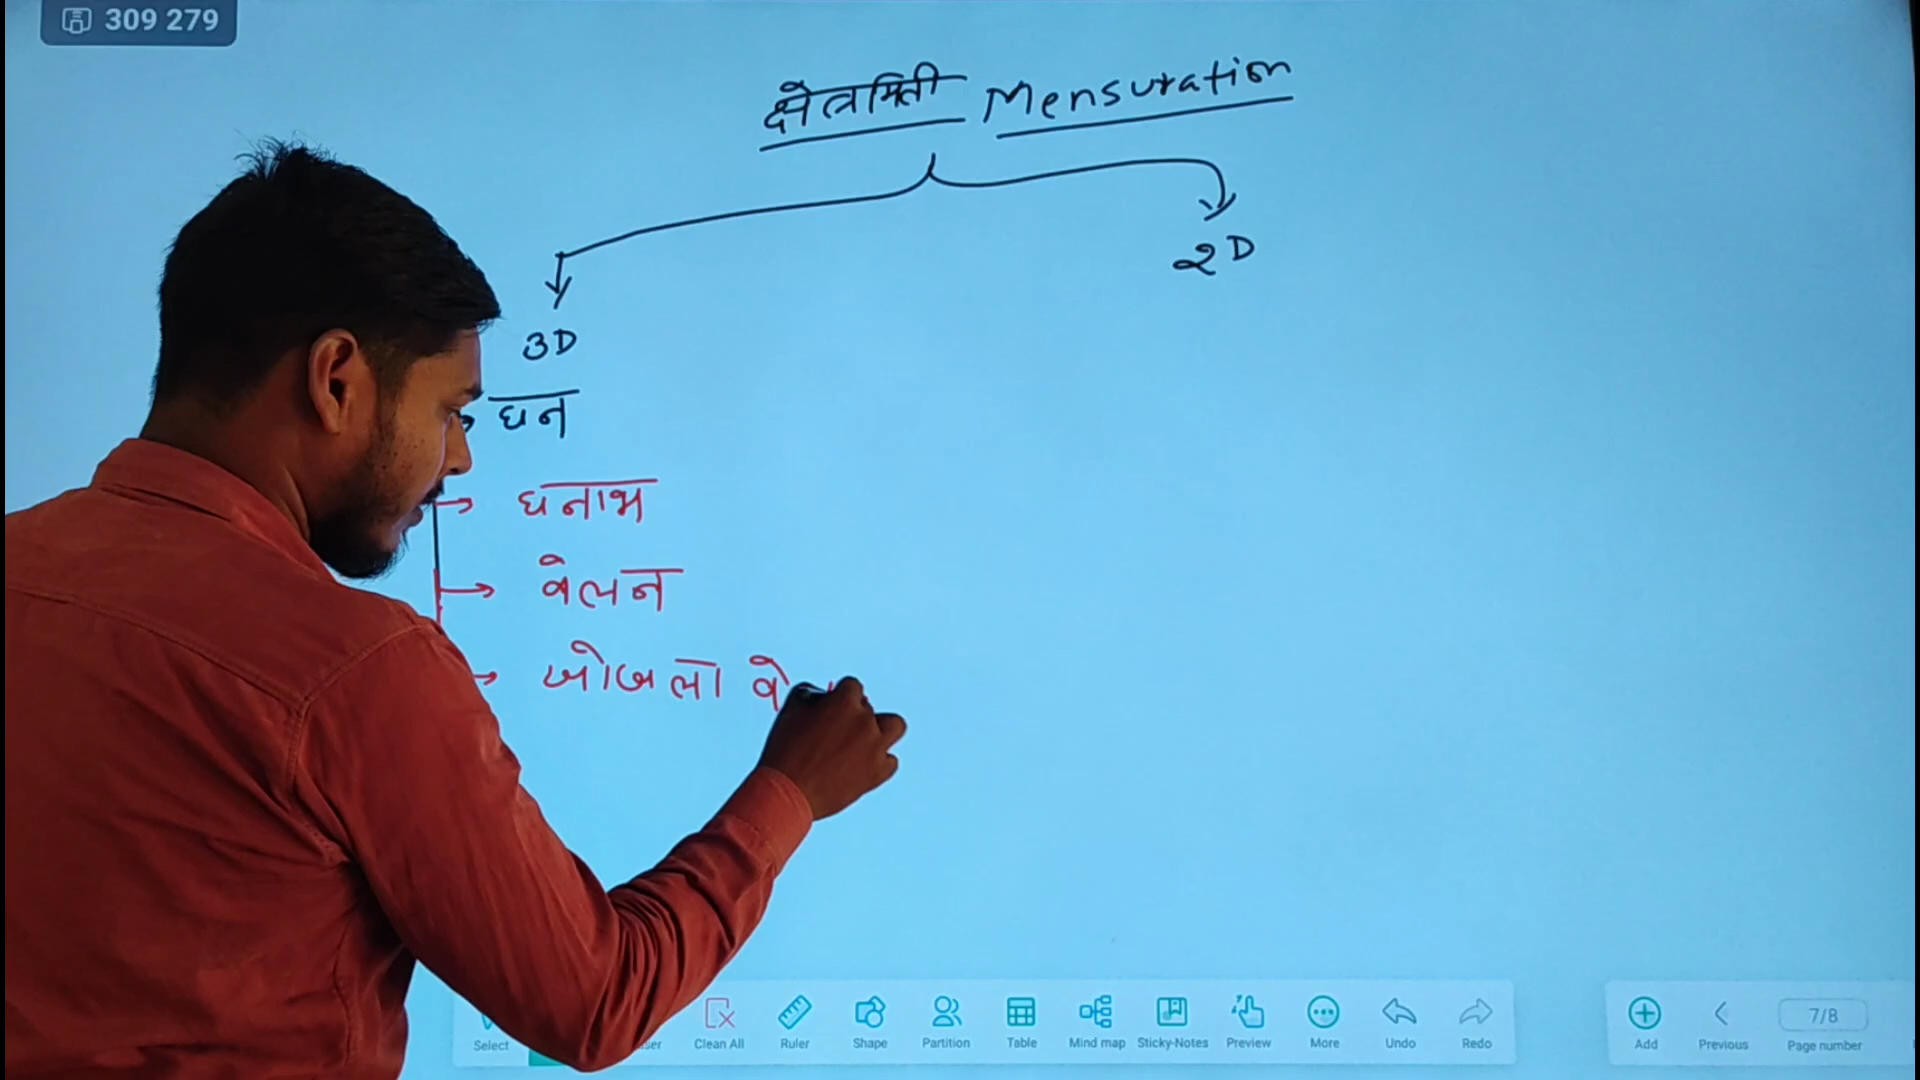 309 279
क्षेत्रमिती Mensuration
3D
2D
घन
घनाभ
वेलन
खोखला
Select
Clean All
Ruler
Shape
Partition
Table
Mind map
Sticky-Notes
Preview
More
Undo
Redo
Add
Previous
7/8
Page number